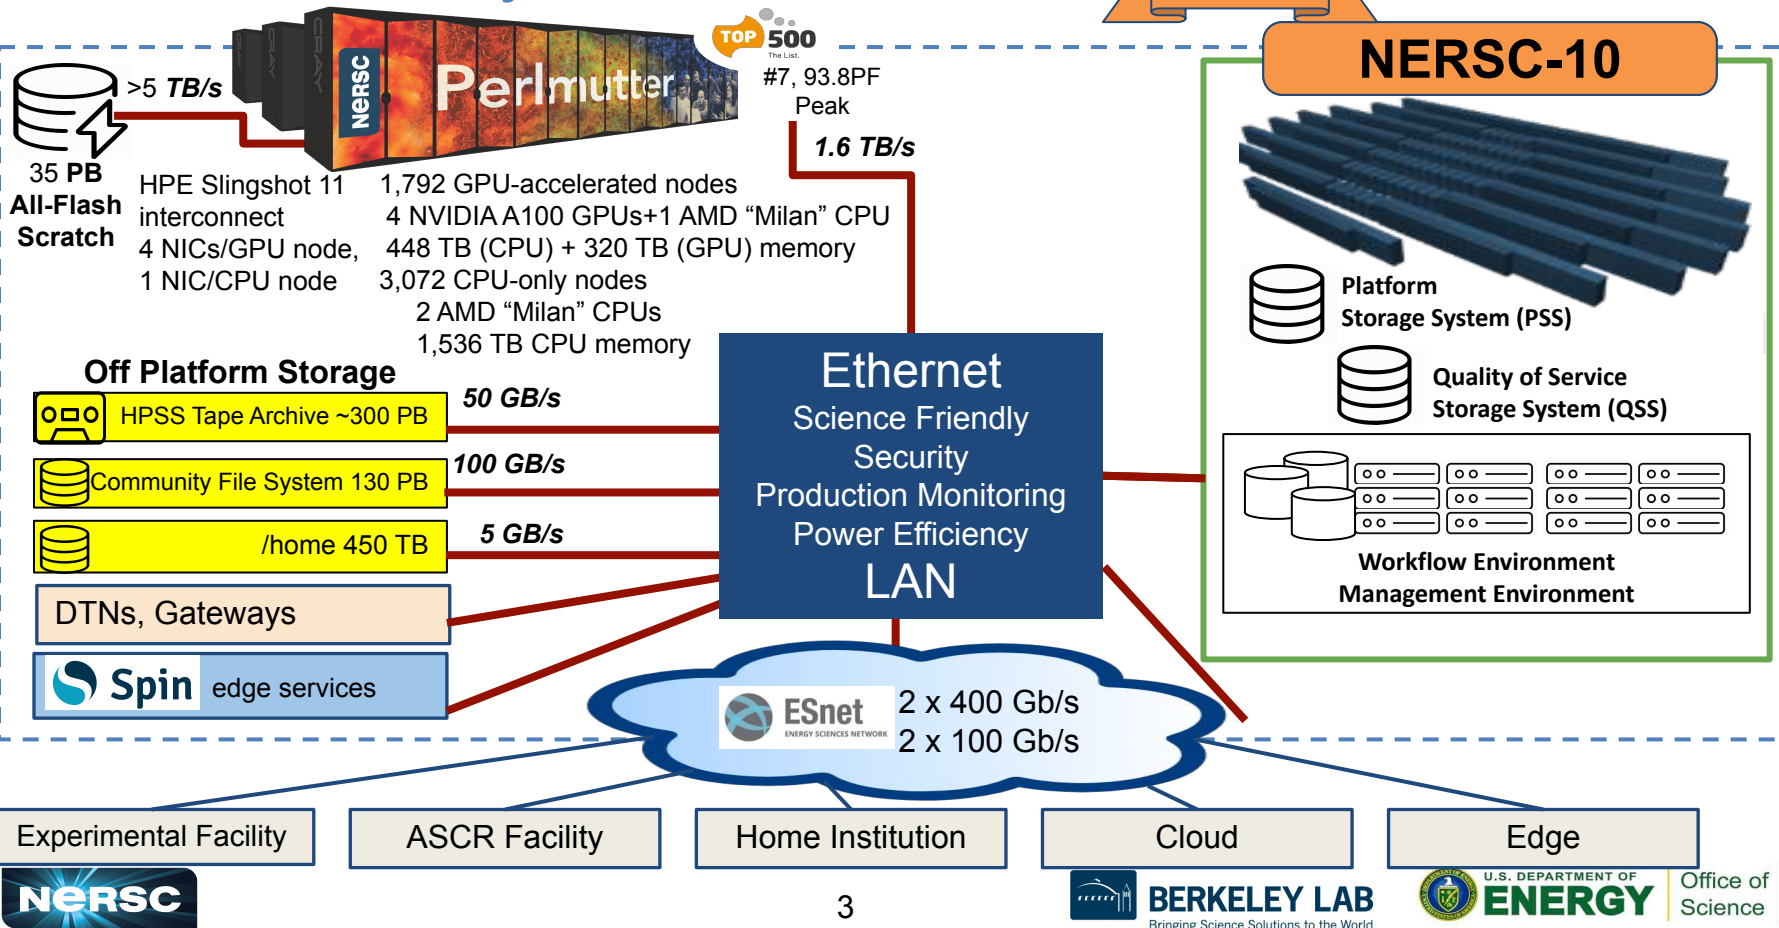 NERSC-10
TOP 500
The List.
CRAY
CRAY
CRAY
NERSC
Perlmutter
#7, 93.8PF
Peak
>5 TB/s
1.6 TB/s
35 PB
All-Flash
Scratch
HPE Slingshot 11
interconnect
4 NICs/GPU node,
1 NIC/CPU node
1,792 GPU-accelerated nodes
4 NVIDIA A100 GPUs+1 AMD “Milan” CPU
448 TB (CPU) + 320 TB (GPU) memory
3,072 CPU-only nodes
2 AMD “Milan” CPUs
1,536 TB CPU memory
Platform
Storage System (PSS)
Quality of Service
Storage System (QSS)
Workflow Environment
Management Environment
Off Platform Storage
HPSS Tape Archive ~300 PB
50 GB/s
Community File System 130 PB
100 GB/s
/home 450 TB
5 GB/s
DTNs, Gateways
Spin edge services
Ethernet
Science Friendly
Security
Production Monitoring
Power Efficiency
LAN
ESnet
ENERGY SCIENCES NETWORK
2 x 400 Gb/s
2 x 100 Gb/s
Experimental Facility
ASCR Facility
Home Institution
Cloud
Edge
NERSC
3
BERKELEY LAB
Bringing Science Solutions to the World
U.S. DEPARTMENT OF
ENERGY
Office of
Science